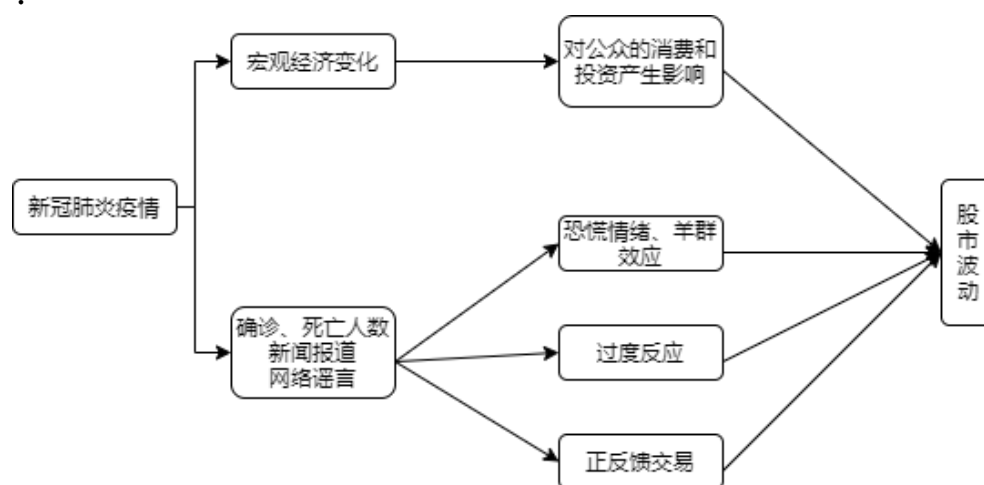 宏观经济变化
对公众的消费和
投资产生影响
新冠肺炎疫情
恐慌情绪、羊群
效应
股
市
波
动
确诊、死亡人数
新闻报道
网络谣言
过度反应
正反馈交易